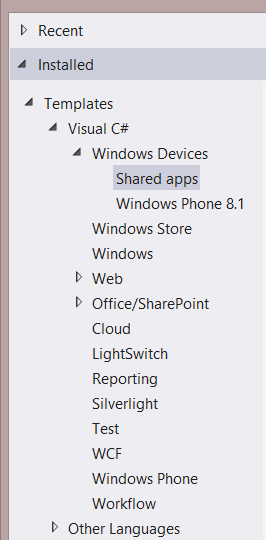 Recent
Installed
Templates
Visual C#
Windows Devices
Shared apps
Windows Phone 8.1
Windows Store
Windows
Web
Office/SharePoint
Cloud
LightSwitch
Reporting
Silverlight
Test
WCF
Windows Phone
Workflow
Other Languages